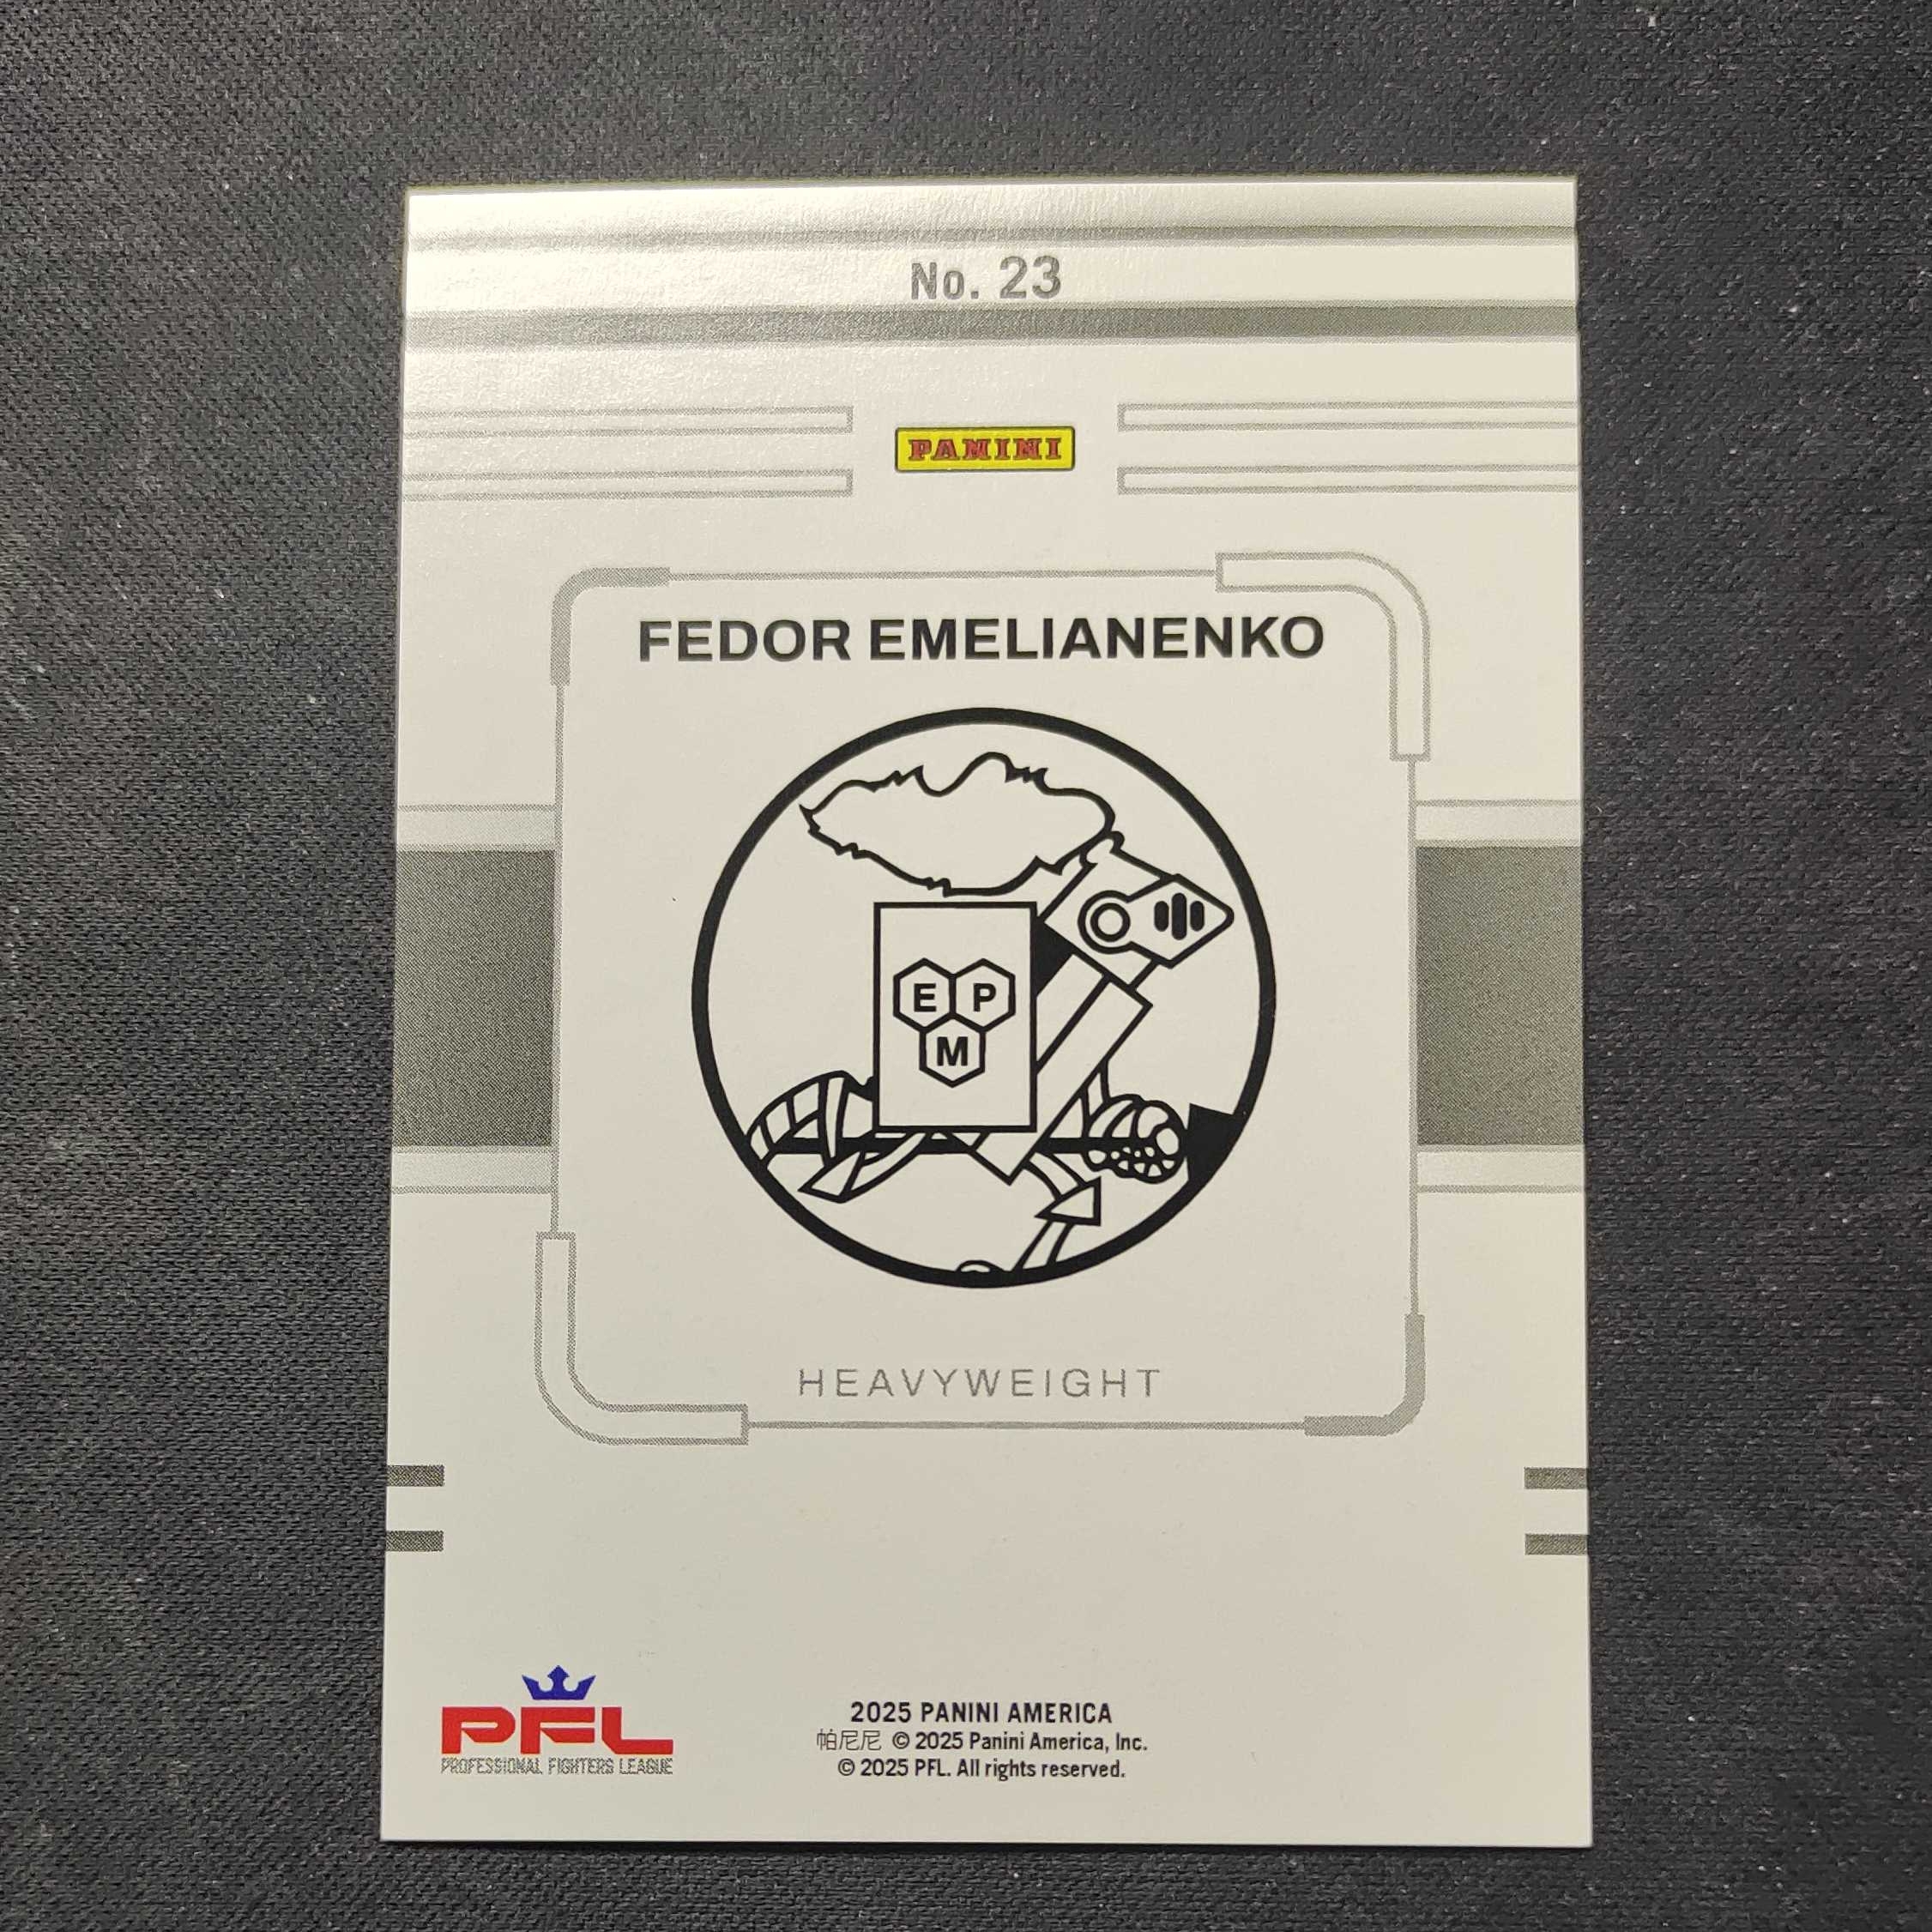 No. 23
PANINI
FEDOR EMELIANENKO
E P
M
HEAVYWEIGHT
PFL
PROFESSIONAL FIGHTERS LEAGUE
2025 PANINI AMERICA
帕尼尼 © 2025 Panini America, Inc.
© 2025 PFL. All rights reserved.